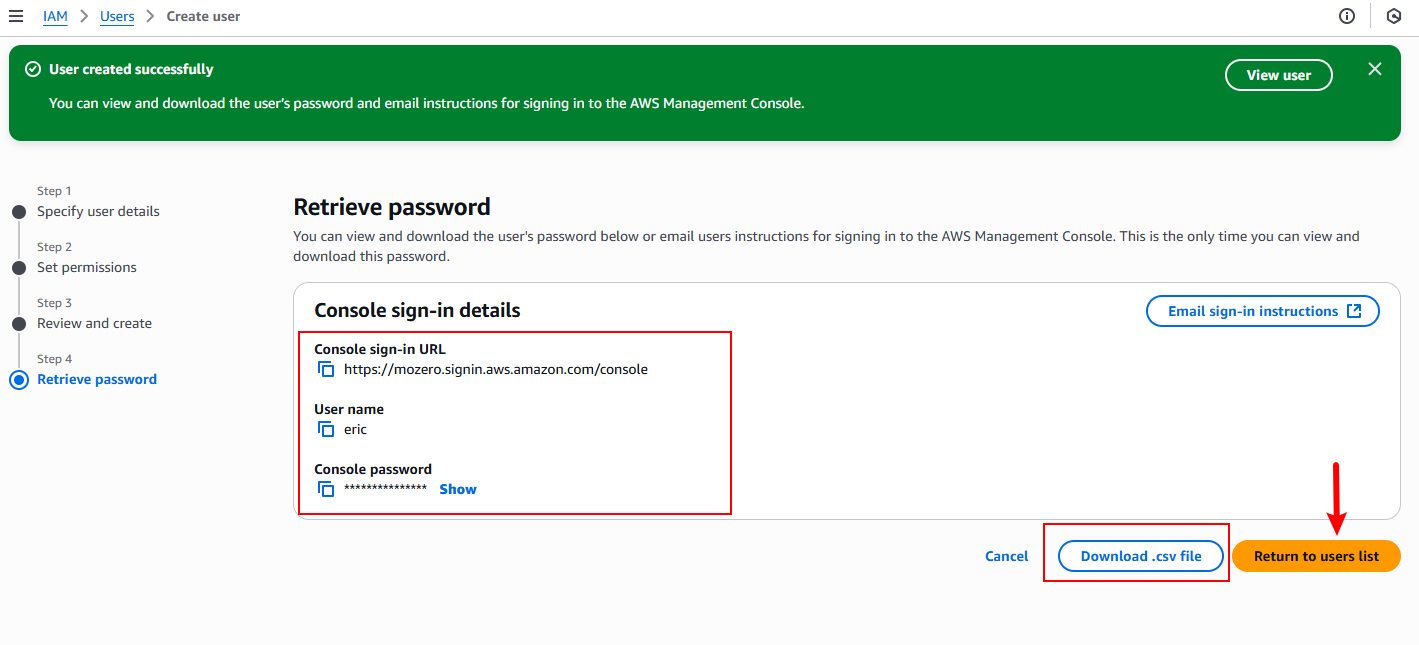 IAM > Users > Create user
User created successfully
View user
You can view and download the user's password and email instructions for signing in to the AWS Management Console.
Step 1
Specify user details
Step 2
Set permissions
Step 3
Review and create
Step 4
Retrieve password
Retrieve password
You can view and download the user's password below or email users instructions for signing in to the AWS Management Console. This is the only time you can view and
download this password.
Console sign-in details
Email sign-in instructions
Console sign-in URL
https://mozero.signin.aws.amazon.com/console
User name
eric
Console password
*************** Show
Cancel
Download .csv file
Return to users list